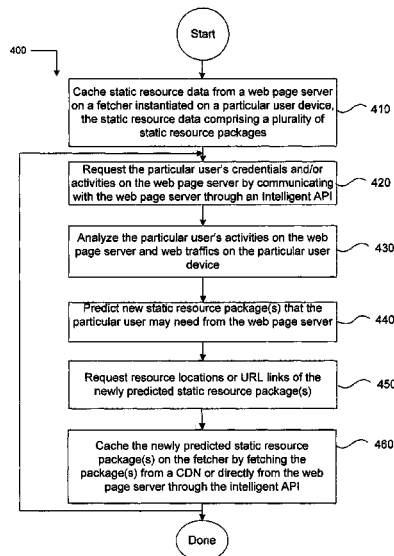 Start
400
Cache static resource data from a web page server
on a fetcher instantiated on a particular user device,
the static resource data comprising a plurality of
static resource packages
410
Request the particular user's credentials and/or
activities on the web page server by communicating
with the web page server through an Intelligent API
420
Analyze the particular user's activities on the web
page server and web traffics on the particular user
device
430
Predict new static resource package(s) that the
particular user may need from the web page server
440
Request resource locations or URL links of the
newly predicted static resource package(s)
450
Cache the newly predicted static resource
package(s) on the fetcher by fetching the
package(s) from a CDN or directly from the web
page server through the intelligent API
460
Done